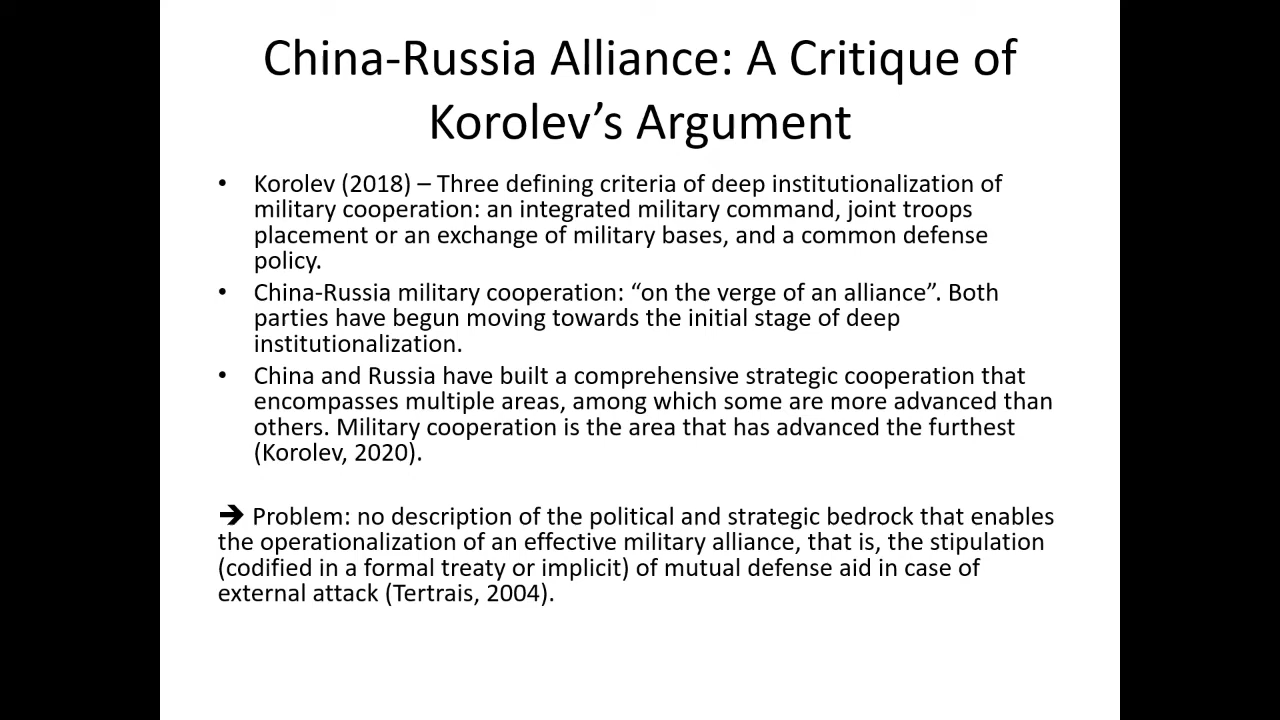 China-Russia Alliance: A Critique of
Korolev’s Argument
• Korolev (2018) – Three defining criteria of deep institutionalization of
military cooperation: an integrated military command, joint troops
placement or an exchange of military bases, and a common defense
policy.
• China-Russia military cooperation: “on the verge of an alliance”. Both
parties have begun moving towards the initial stage of deep
institutionalization.
• China and Russia have built a comprehensive strategic cooperation that
encompasses multiple areas, among which some are more advanced than
others. Military cooperation is the area that has advanced the furthest
(Korolev, 2020).
➔ Problem: no description of the political and strategic bedrock that enables
the operationalization of an effective military alliance, that is, the stipulation
(codified in a formal treaty or implicit) of mutual defense aid in case of
external attack (Tertrais, 2004).